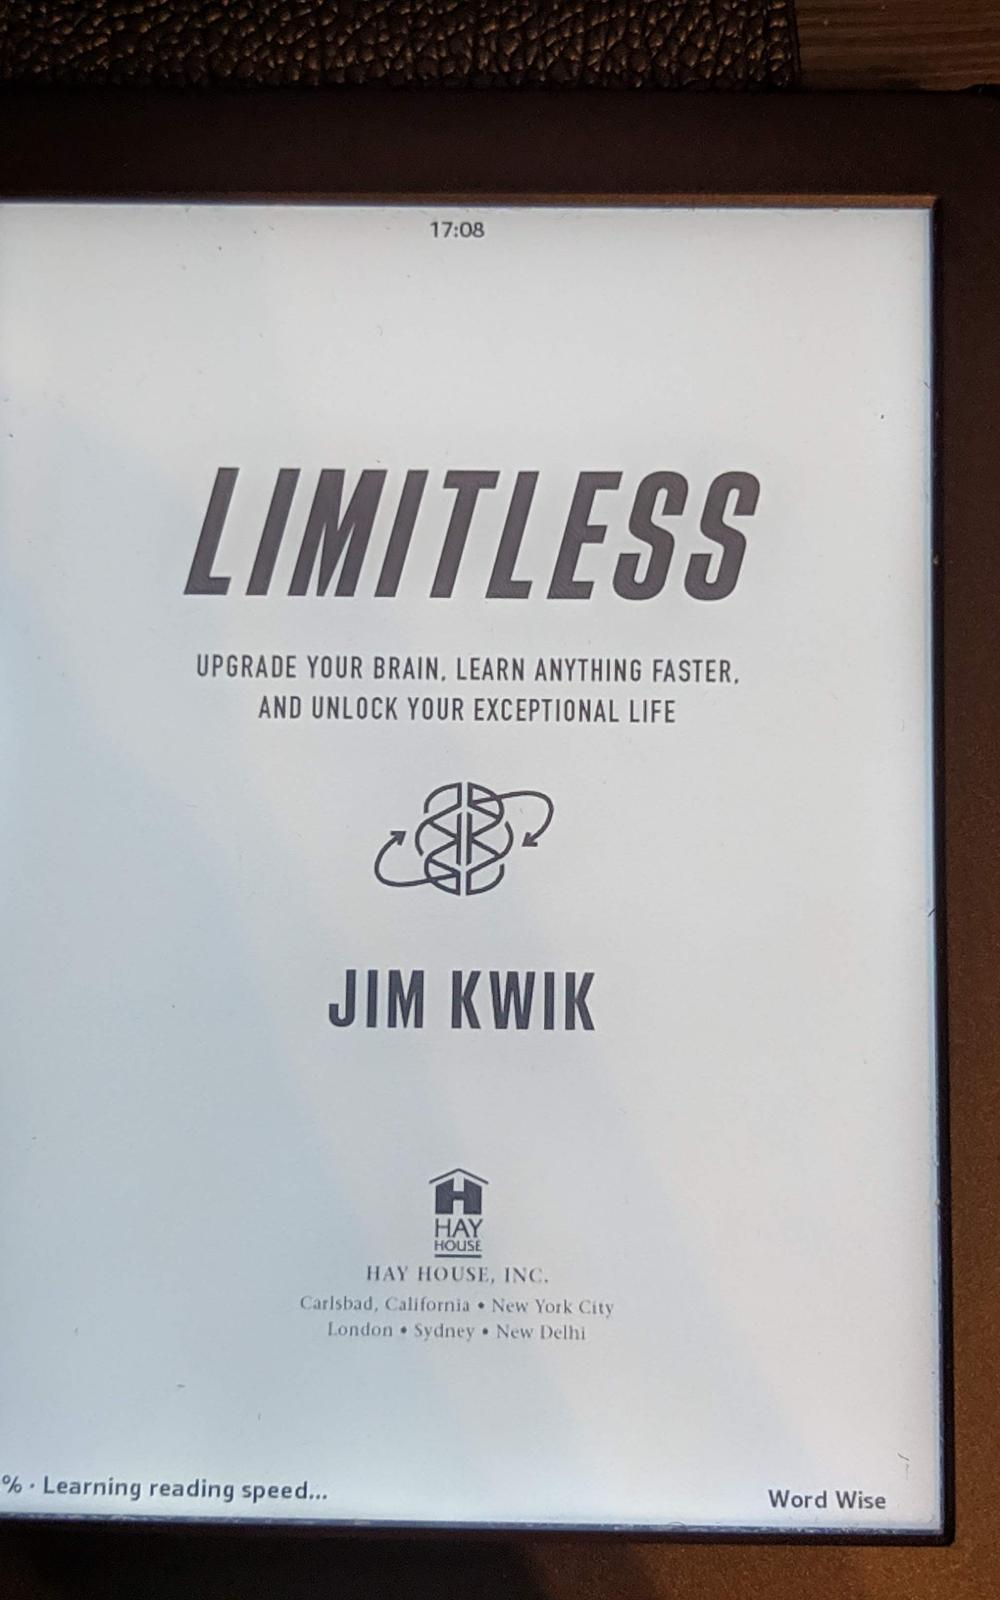 17:08
LIMITLESS
UPGRADE YOUR BRAIN, LEARN ANYTHING FASTER,
AND UNLOCK YOUR EXCEPTIONAL LIFE
JIM KWIK
H
HAY
HOUSE
HAY HOUSE, INC.
Carlsbad, California • New York City
London • Sydney • New Delhi
% · Learning reading speed...
Word Wise